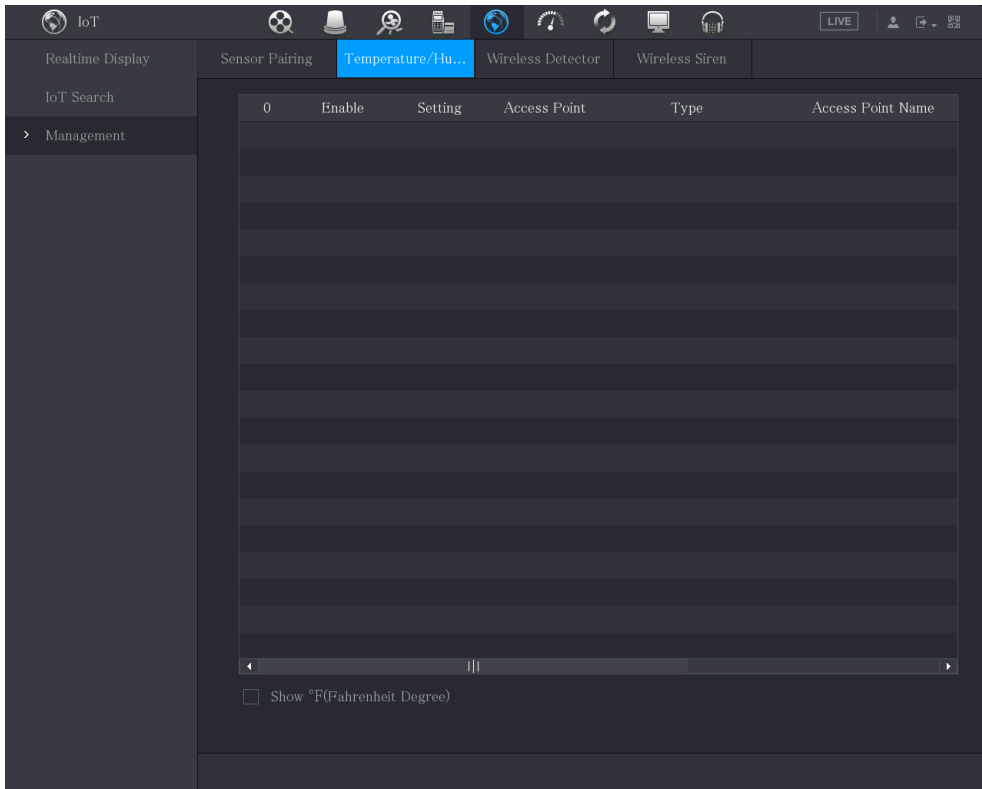 IoT
LIVE
Realtime Display
IoT Search
Management
Sensor Pairing
Temperature/Hu...
Wireless Detector
Wireless Siren
0 Enable Setting Access Point Type Access Point Name
Show °F(Fahrenheit Degree)